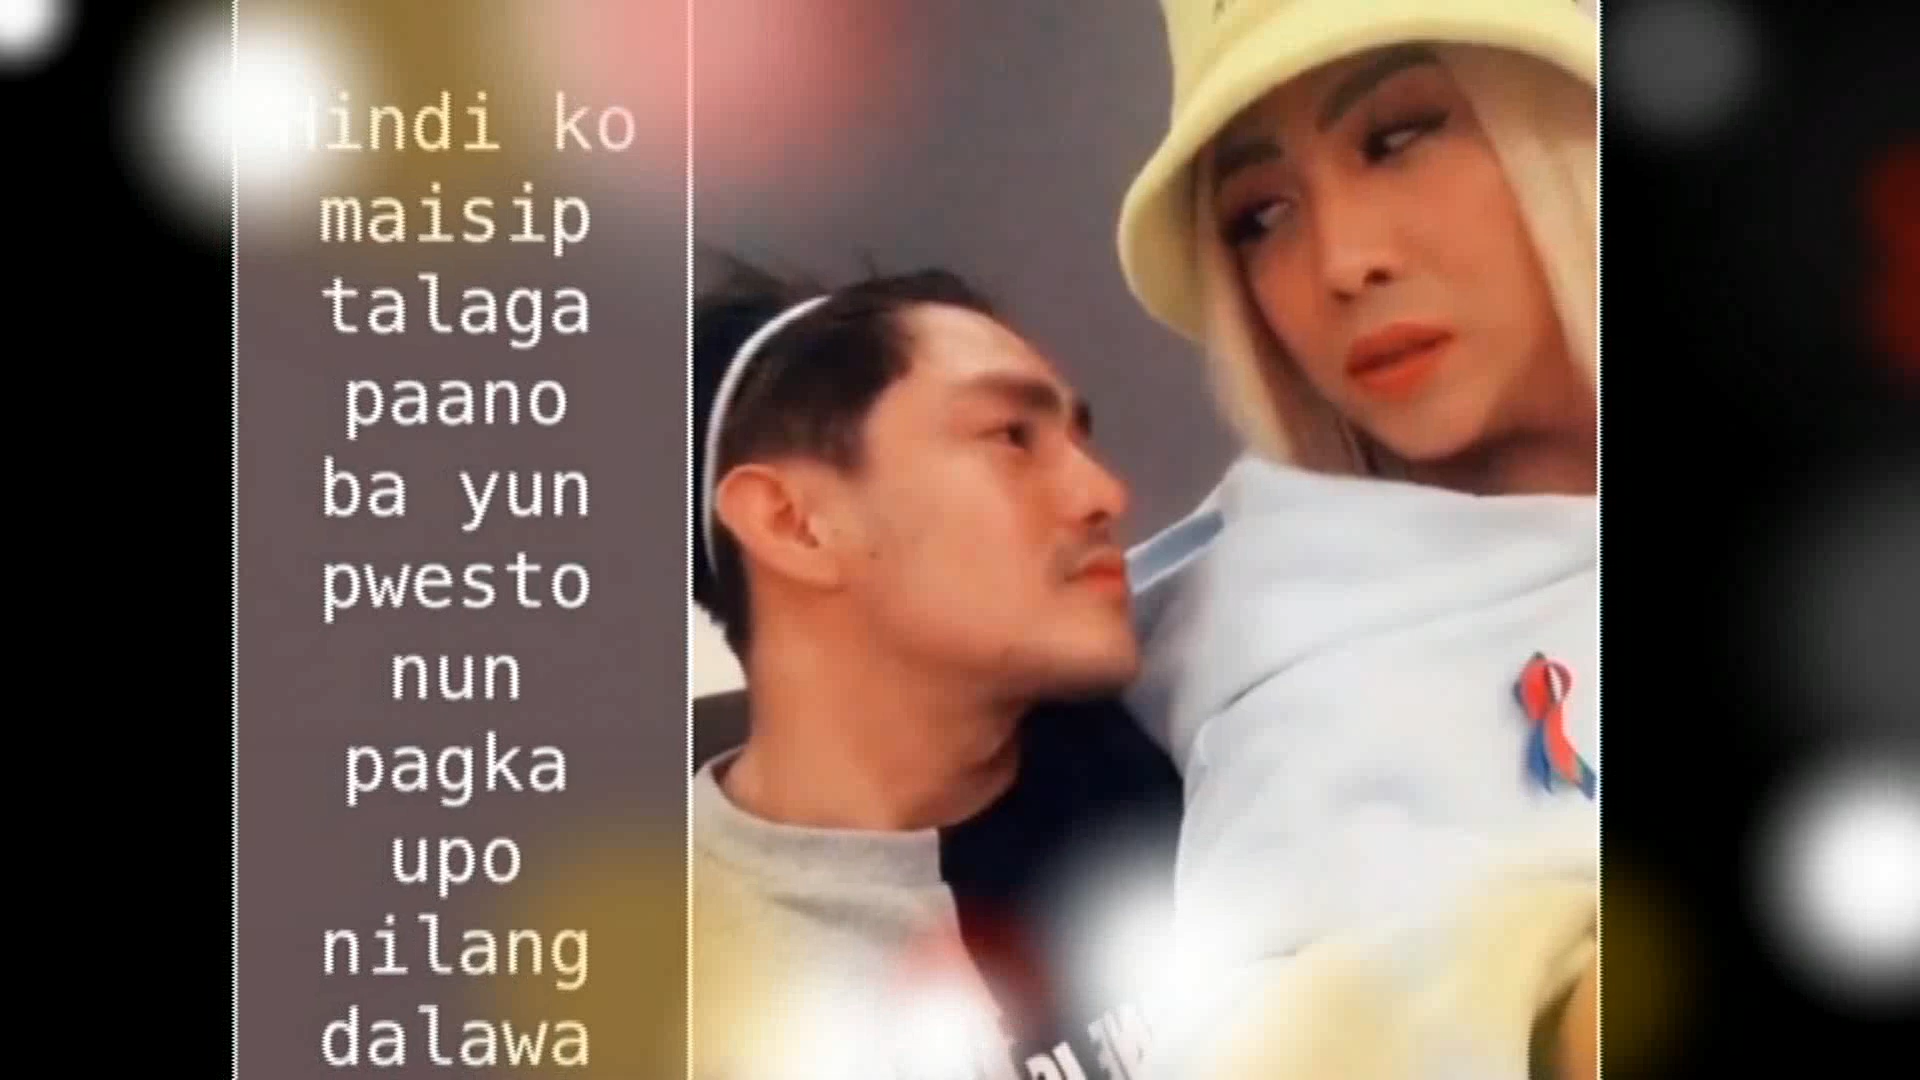 Hindi ko
maisip
talaga
paano
ba yun
pwesto
nun
pagka
upo
nilang
dalawa